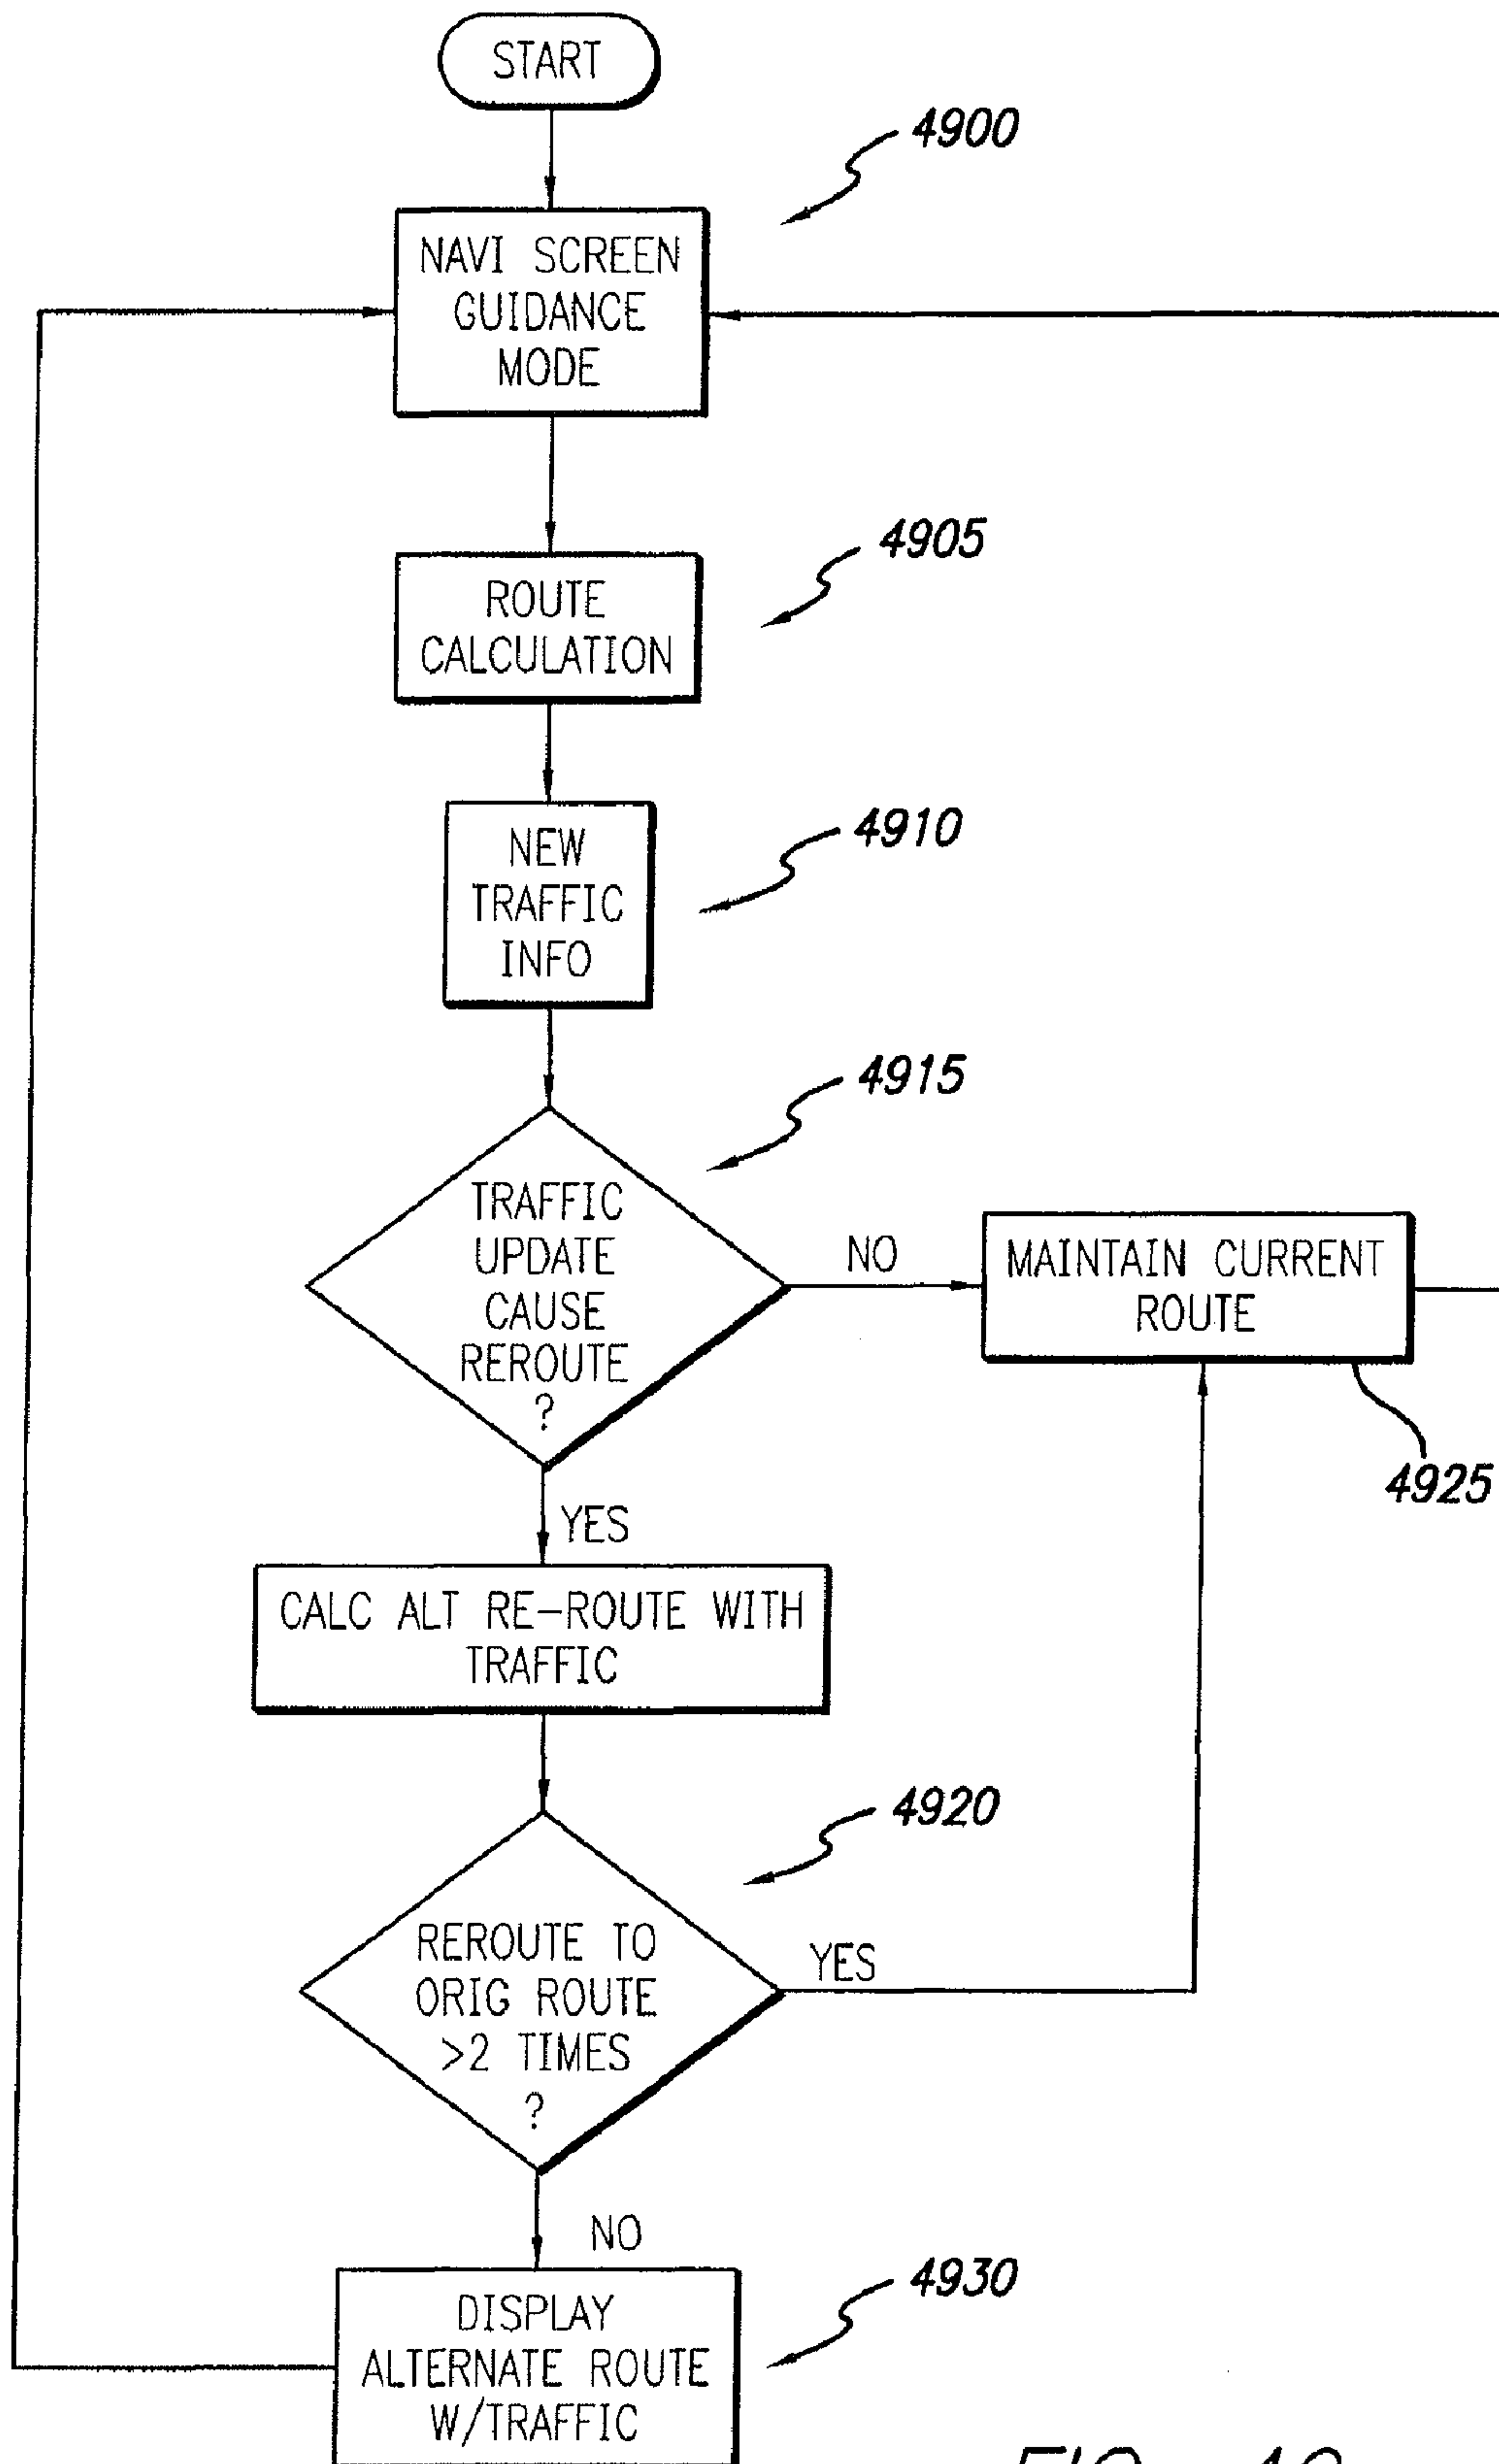 START
4900
NAVI SCREEN
GUIDANCE
MODE
4905
ROUTE
CALCULATION
4910
NEW
TRAFFIC
INFO
4915
TRAFFIC
UPDATE
CAUSE
REROUTE
?
NO
MAINTAIN CURRENT
ROUTE
4925
YES
CALC ALT RE-ROUTE WITH
TRAFFIC
4920
REROUTE TO
ORIG ROUTE
>2 TIMES
?
YES
NO
4930
DISPLAY
ALTERNATE ROUTE
W/TRAFFIC